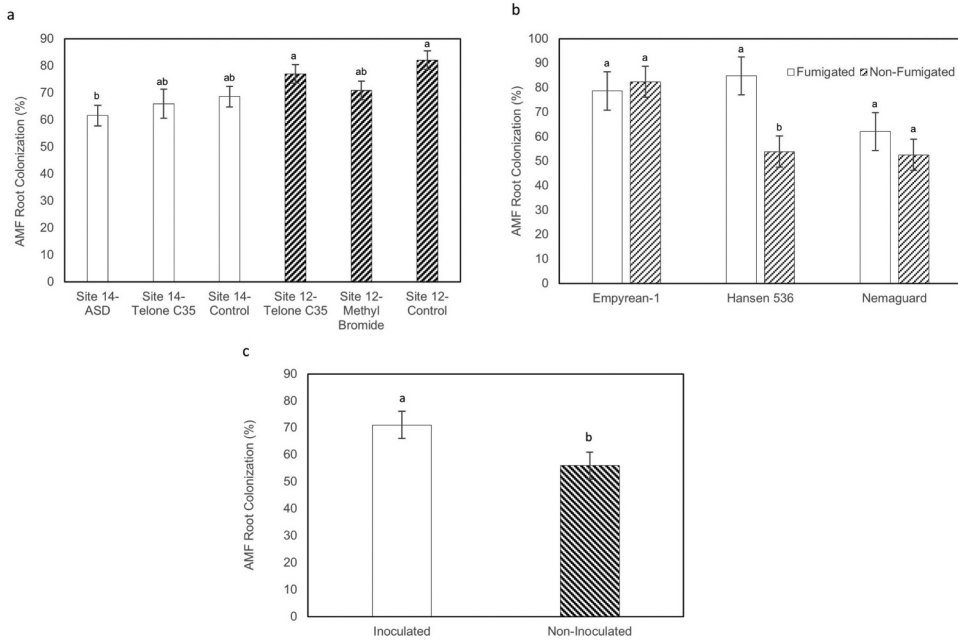 a
AMF Root Colonization (%)
90
80
70
60
50
40
30
20
10
0
b
ab
ab
a
ab
a
Site 14-
ASD
Site 14-
Telone C35
Site 14-
Control
Site 12-
Telone C35
Site 12-
Methyl
Bromide
Site 12-
Control
b
AMF Root Colonization (%)
100
90
80
70
60
50
40
30
20
10
0
Fumigated
Non-Fumigated
a
a
a
b
a
a
Empyrean-1
Hansen 536
Nemaguard
c
AMF Root Colonization (%)
90
80
70
60
50
40
30
20
10
0
a
b
Inoculated
Non-Inoculated